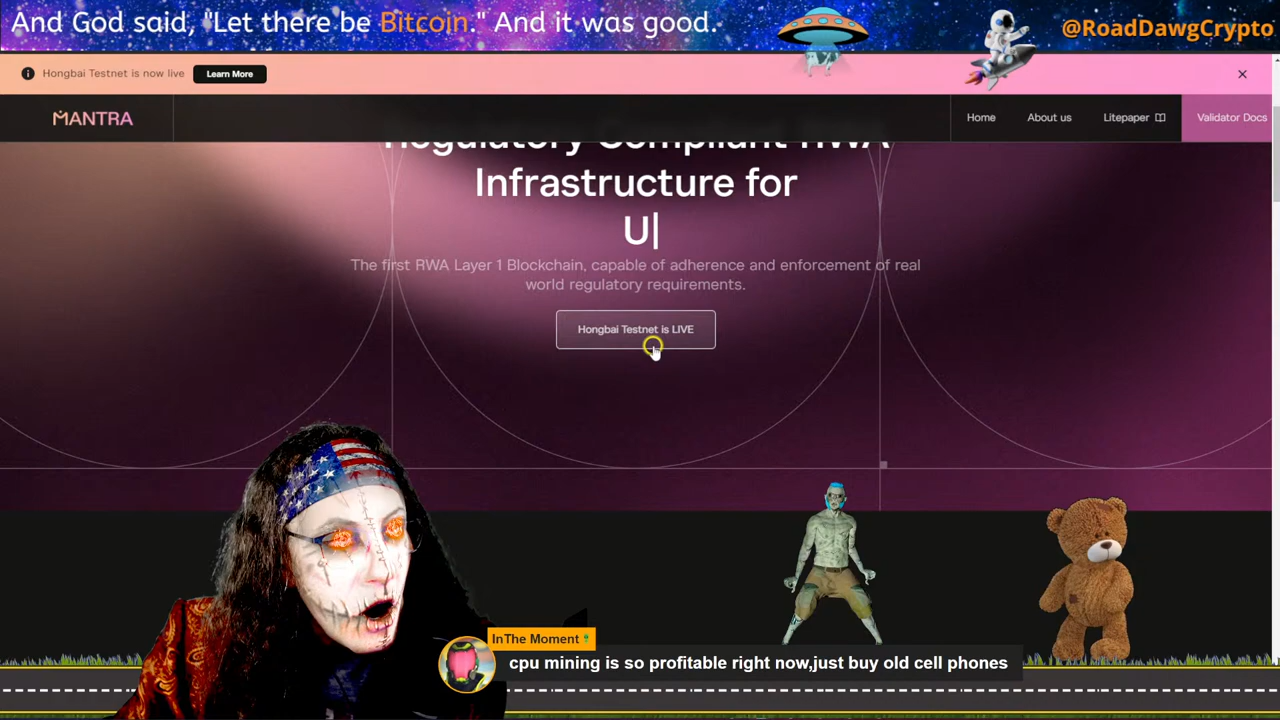 And God said, "Let there be Bitcoin." And it was good.
@RoadDawgCrypto
Hongbai Testnet is now live
Learn More
MANTRA
Home
About us
Litepaper
Validator Docs
Regulatory Compliant RWA
Infrastructure for
U|
The first RWA Layer 1 Blockchain, capable of adherence and enforcement of real
world regulatory requirements.
Hongbai Testnet is LIVE
InThe Moment
cpu mining is so profitable right now,just buy old cell phones